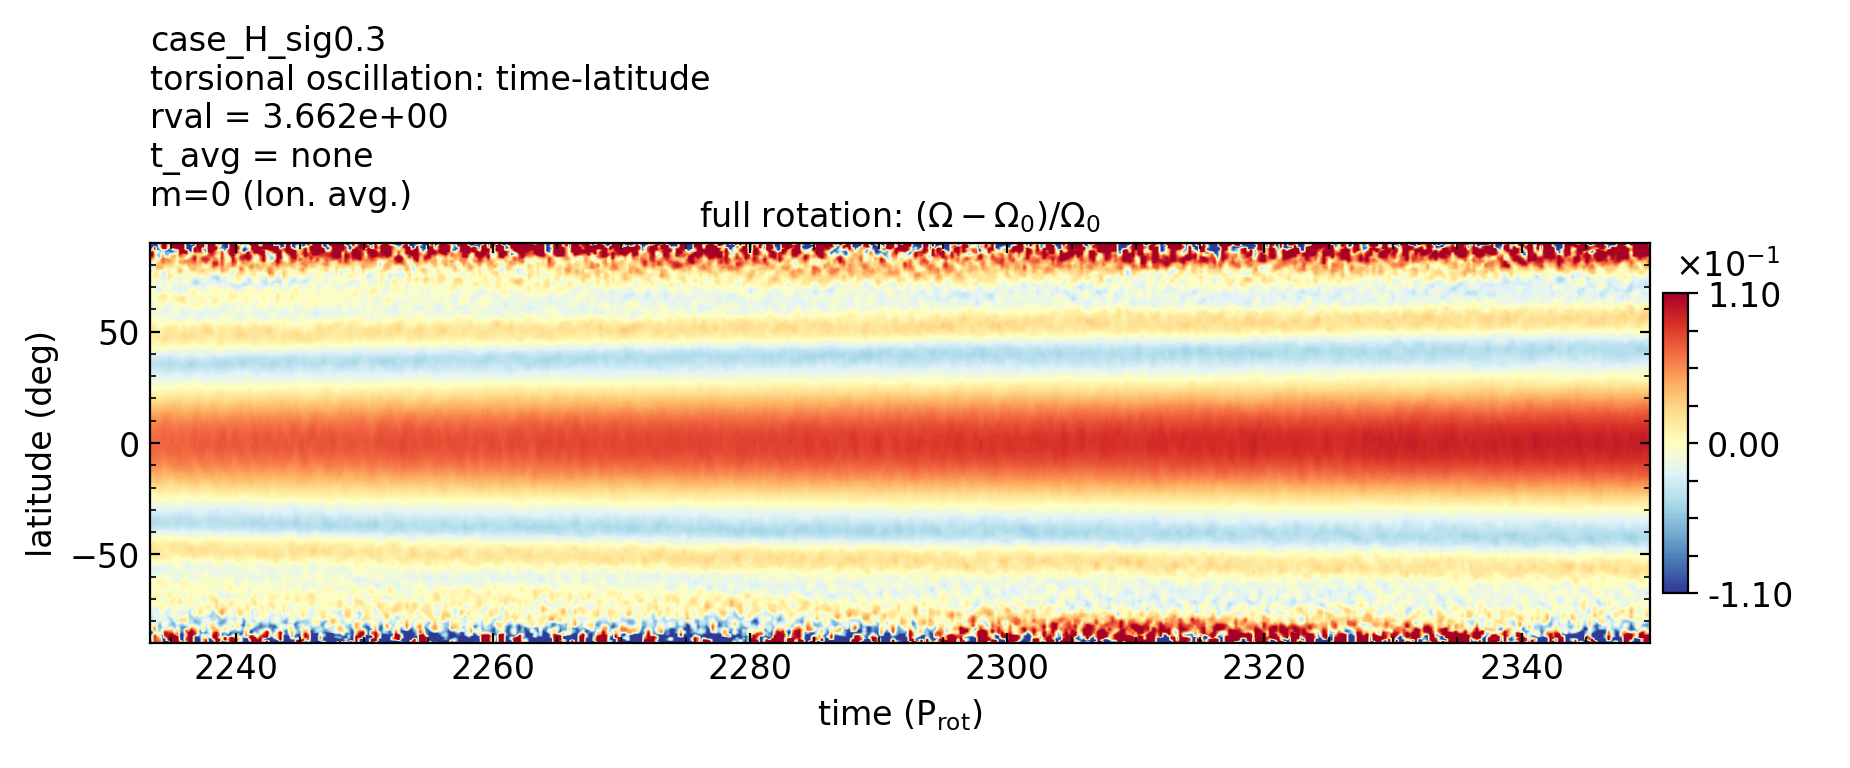 case_H_sig0.3
torsional oscillation: time-latitude
rval = 3.662e+00
t_avg = none
m=0 (lon. avg.)
full rotation: (Ω − Ω₀)/Ω₀
×10⁻¹
1.10
0.00
-1.10
latitude (deg)
50
0
−50
2240 2260 2280 2300 2320 2340
time (P_rot)